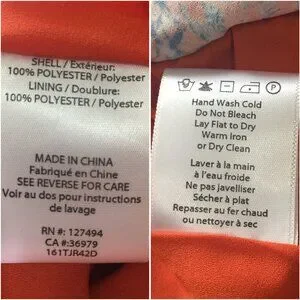 SHELL / Extérieur:
100% POLYESTER / Polyester
LINING / Doublure:
100% POLYESTER / Polyester
MADE IN CHINA
Fabriqué en Chine
SEE REVERSE FOR CARE
Voir au dos pour instructions
de lavage
RN #: 127494
CA #: 36979
161TJR42D
Hand Wash Cold
Do Not Bleach
Lay Flat to Dry
Warm Iron
or Dry Clean
Laver à la main
à l'eau froide
Ne pas javelliser
Sécher à plat
Repasser au fer chaud
ou nettoyer à sec